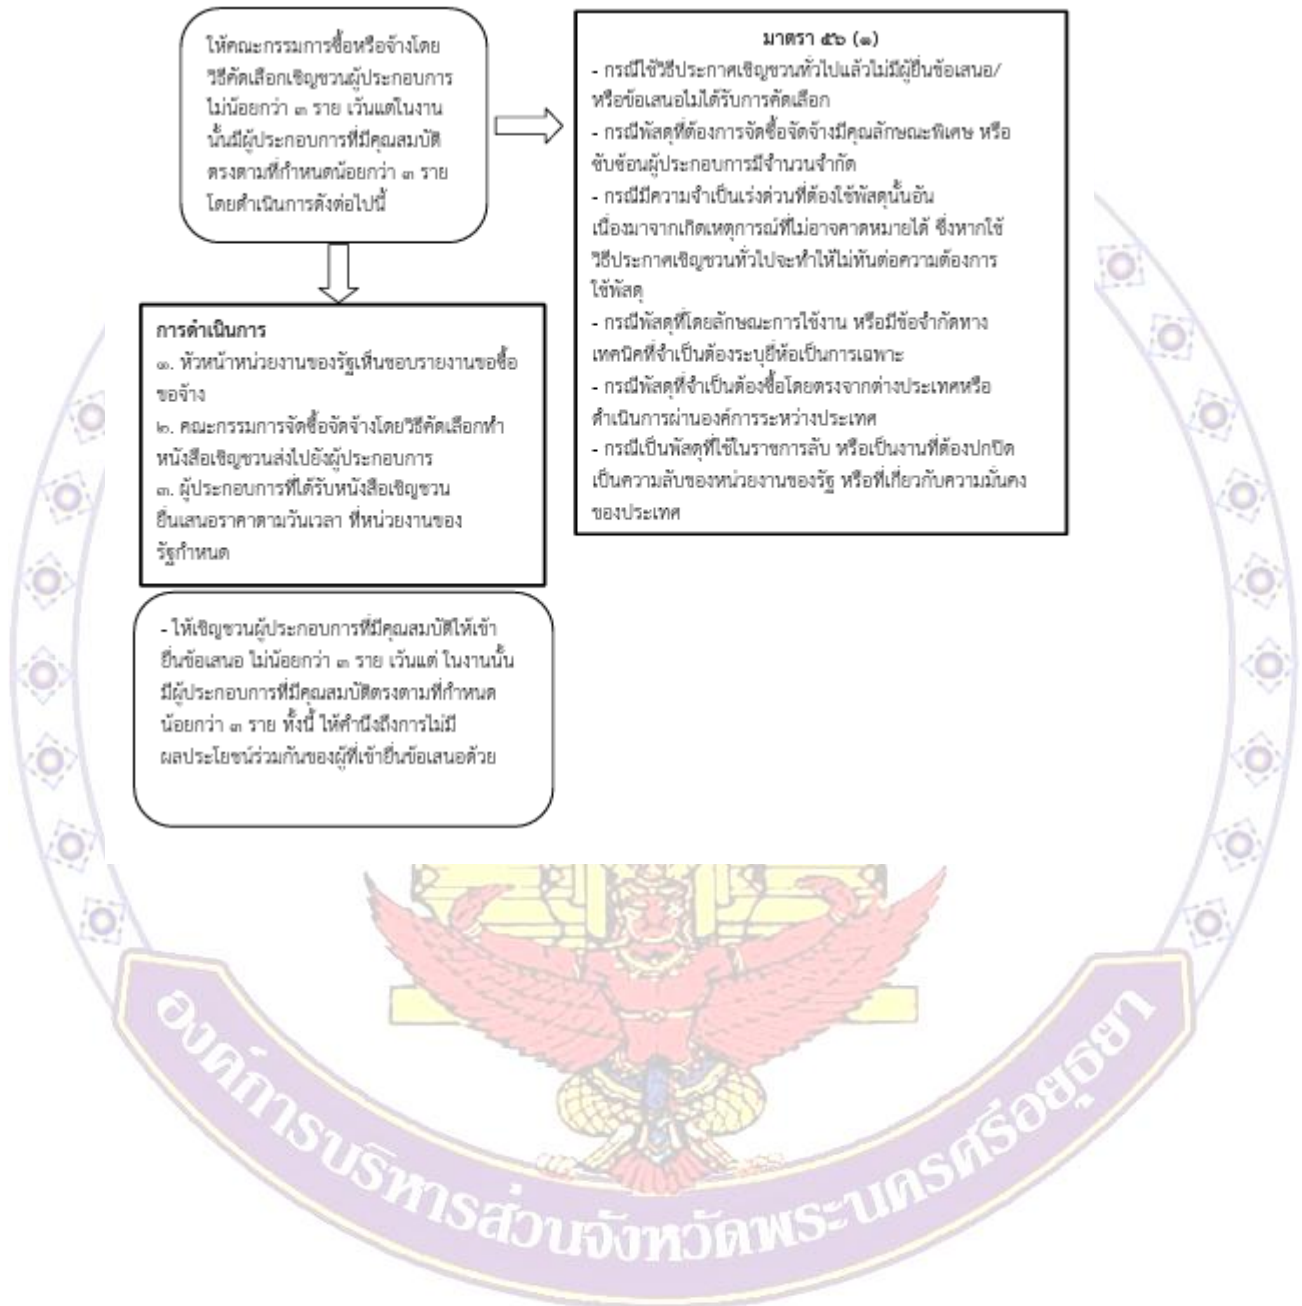 ให้คณะกรรมการซื้อหรือจ้างโดย
วิธีคัดเลือกเชิญชวนผู้ประกอบการ
ไม่น้อยกว่า ๓ ราย เว้นแต่ในงาน
นั้นมีผู้ประกอบการที่มีคุณสมบัติ
ตรงตามที่กำหนดน้อยกว่า ๓ ราย
โดยดำเนินการดังต่อไปนี้
มาตรา ๕๖ (๑)
- กรณีใช้วิธีประกาศเชิญชวนทั่วไปแล้วไม่มีผู้ยื่นข้อเสนอ/
หรือข้อเสนอไม่ได้รับการคัดเลือก
- กรณีพัสดุที่ต้องการจัดซื้อจัดจ้างมีคุณลักษณะพิเศษ หรือ
ซับซ้อนผู้ประกอบการมีจำนวนจำกัด
- กรณีมีความจำเป็นเร่งด่วนที่ต้องใช้พัสดุนั้นอัน
เนื่องมาจากเกิดเหตุการณ์ที่ไม่อาจคาดหมายได้ ซึ่งหากใช้
วิธีประกาศเชิญชวนทั่วไปจะทำให้ไม่ทันต่อความต้องการ
ใช้พัสดุ
- กรณีพัสดุที่โดยลักษณะการใช้งาน หรือมีข้อจำกัดทาง
เทคนิคที่จำเป็นต้องระบุยี่ห้อเป็นการเฉพาะ
- กรณีพัสดุที่จำเป็นต้องซื้อโดยตรงจากต่างประเทศหรือ
ดำเนินการผ่านองค์การระหว่างประเทศ
- กรณีเป็นพัสดุที่ใช้ในราชการลับ หรือเป็นงานที่ต้องปกปิด
เป็นความลับของหน่วยงานของรัฐ หรือที่เกี่ยวกับความมั่นคง
ของประเทศ
การดำเนินการ
๑. หัวหน้าหน่วยงานของรัฐเห็นชอบรายงานขอซื้อ
ขอจ้าง
๒. คณะกรรมการจัดซื้อจัดจ้างโดยวิธีคัดเลือกทำ
หนังสือเชิญชวนส่งไปยังผู้ประกอบการ
๓. ผู้ประกอบการที่ได้รับหนังสือเชิญชวน
ยื่นเสนอราคาตามวันเวลา ที่หน่วยงานของ
รัฐกำหนด
- ให้เชิญชวนผู้ประกอบการที่มีคุณสมบัติให้เข้า
ยื่นข้อเสนอ ไม่น้อยกว่า ๓ ราย เว้นแต่ ในงานนั้น
มีผู้ประกอบการที่มีคุณสมบัติตรงตามที่กำหนด
น้อยกว่า ๓ ราย ทั้งนี้ ให้คำนึงถึงการไม่มี
ผลประโยชน์ร่วมกันของผู้ที่เข้ายื่นข้อเสนอด้วย
องค์การบริหารส่วนจังหวัดพระนครศรีอยุธยา